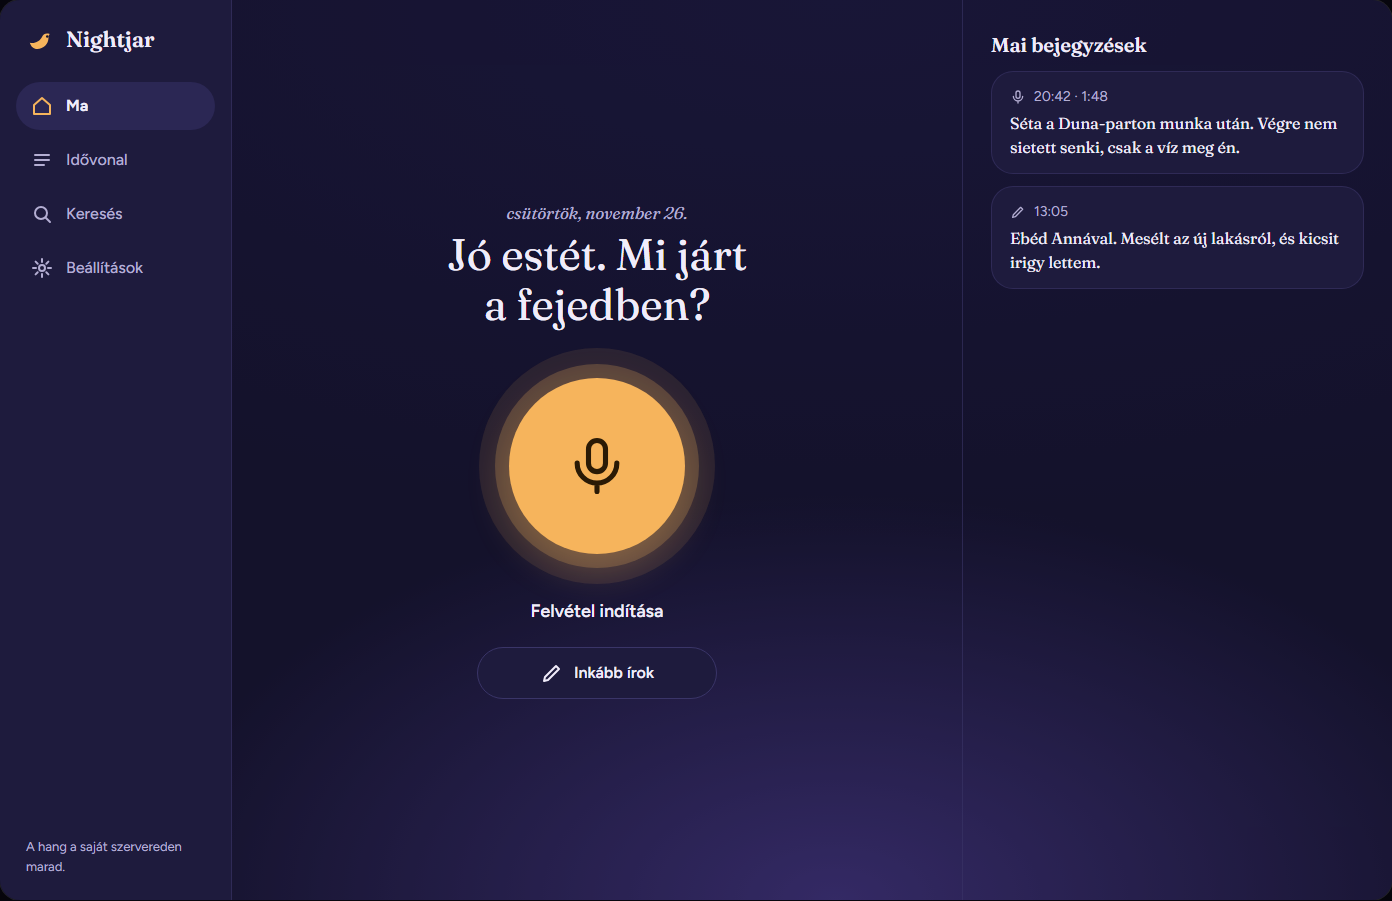 Nightjar
Ma
Idővonal
Keresés
Beállítások
A hang a saját szervereden
marad.
csütörtök, november 26.
Jó estét. Mi járt
a fejedben?
Felvétel indítása
Inkább írok
Mai bejegyzések
20:42 · 1:48
Séta a Duna-parton munka után. Végre nem
sietett senki, csak a víz meg én.
13:05
Ebéd Annával. Mesélt az új lakásról, és kicsit
irigy lettem.